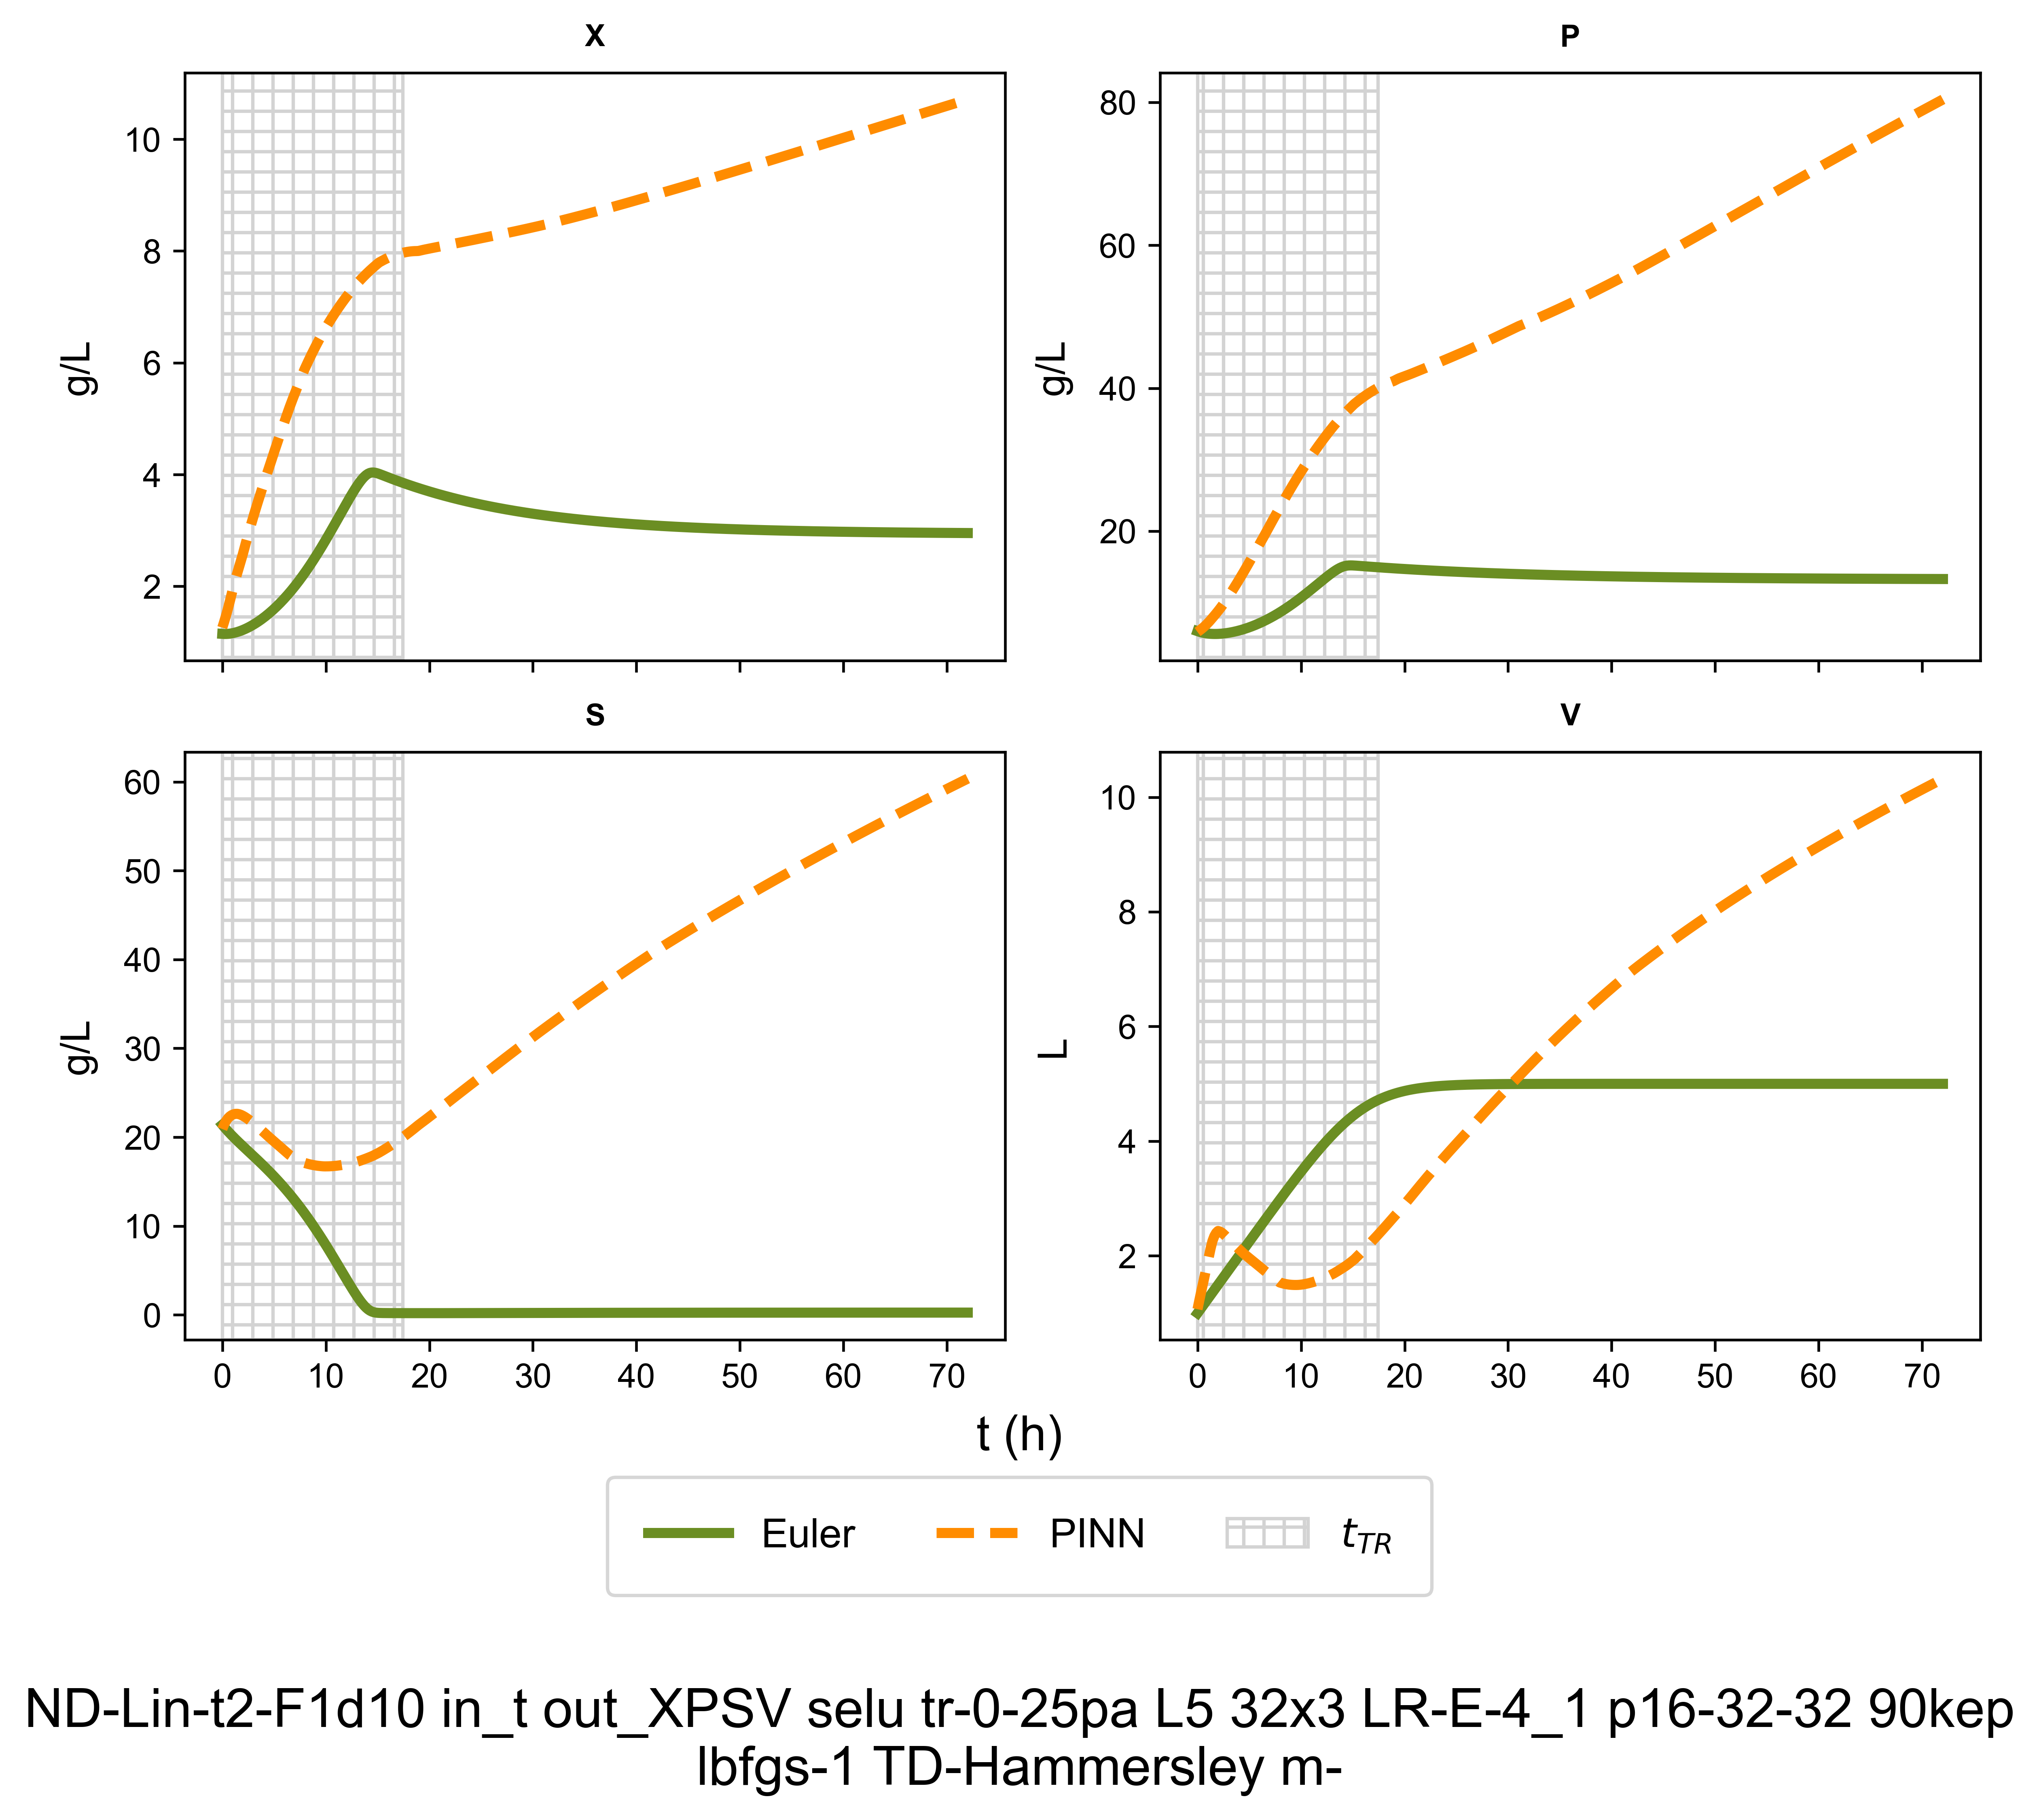 X
P
g/L
10
8
6
4
2
g/L
80
60
40
20
S
V
g/L
60
50
40
30
20
10
0
L
10
8
6
4
2
0 10 20 30 40 50 60 70
0 10 20 30 40 50 60 70
t (h)
Euler PINN t_TR
ND-Lin-t2-F1d10 in_t out_XPSV selu tr-0-25pa L5 32x3 LR-E-4_1 p16-32-32 90kep
lbfgs-1 TD-Hammersley m-